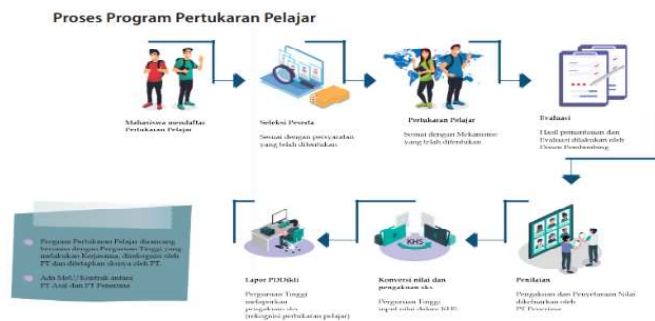 Proses Program Pertukaran Pelajar
Mahasiswa mendaftar
Pertukaran Pelajar
Seleksi Peserta
Sesuai dengan persyaratan
yang telah ditentukan
Pertukaran Pelajar
Sesuai dengan Mekanisme
yang telah ditentukan
Evaluasi
Hasil pemantauan dan
Evaluasi dilakukan oleh
Dosen Pembimbing
Program Pertukaran Pelajar dirancang
bersama dengan Perguruan Tinggi yang
melakukan Kerjasama, direkognisi oleh
PT dan ditetapkan sksnya oleh PT.
Ada MoU/ Kontrak antara
PT Asal dan PT Penerima
Lapor PDDikti
Perguruan Tinggi
melaporkan
pengakuan sks
(rekognisi pertukaran pelajar)
KHS
Konversi nilai dan
pengakuan sks
Perguruan Tinggi
input nilai dalam KHS
Penilaian
Pengakuan dan Penyetaraan Nilai
dikeluarkan oleh
PT Penerima